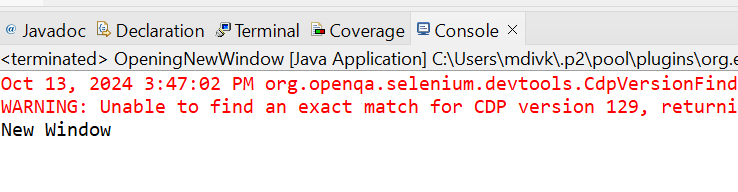 @ Javadoc Declaration Terminal Coverage Console
<terminated> OpeningNewWindow [Java Application] C:\Users\mdivk\.p2\pool\plugins\org.e
Oct 13, 2024 3:47:02 PM org.openqa.selenium.devtools.CdpVersionFind
WARNING: Unable to find an exact match for CDP version 129, returni
New Window